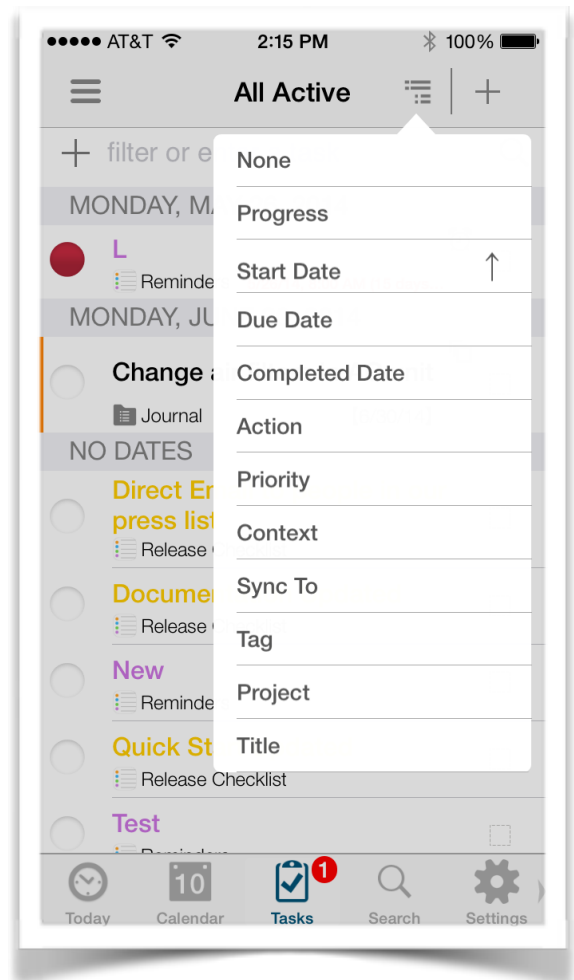 AT&T 2:15 PM 100%
All Active
filter or e
None
MONDAY, MA
Progress
L
Reminde
Start Date
MONDAY, JU
Due Date
Change a
Completed Date
Journal
Action
NO DATES
Priority
Direct En
press list
Context
Release
Documen
Sync To
Release
Tag
New
Reminde
Project
Quick St
Title
Release Checklist
Test
Reminders
10
1
Today Calendar Tasks Search Settings